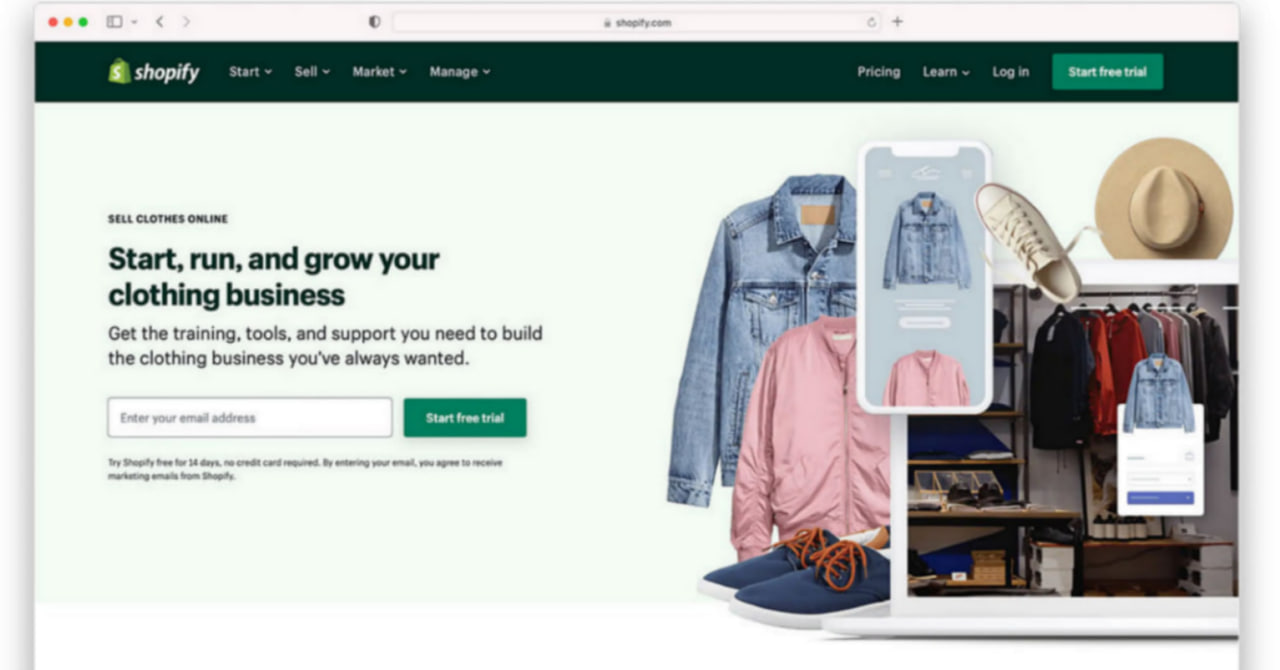 shopify.com
shopify Start Sell Market Manage Pricing Learn Log in Start free trial
SELL CLOTHES ONLINE
Start, run, and grow your
clothing business
Get the training, tools, and support you need to build
the clothing business you've always wanted.
Enter your email address Start free trial
Try Shopify free for 14 days, no credit card required. By entering your email, you agree to receive
marketing emails from Shopify.